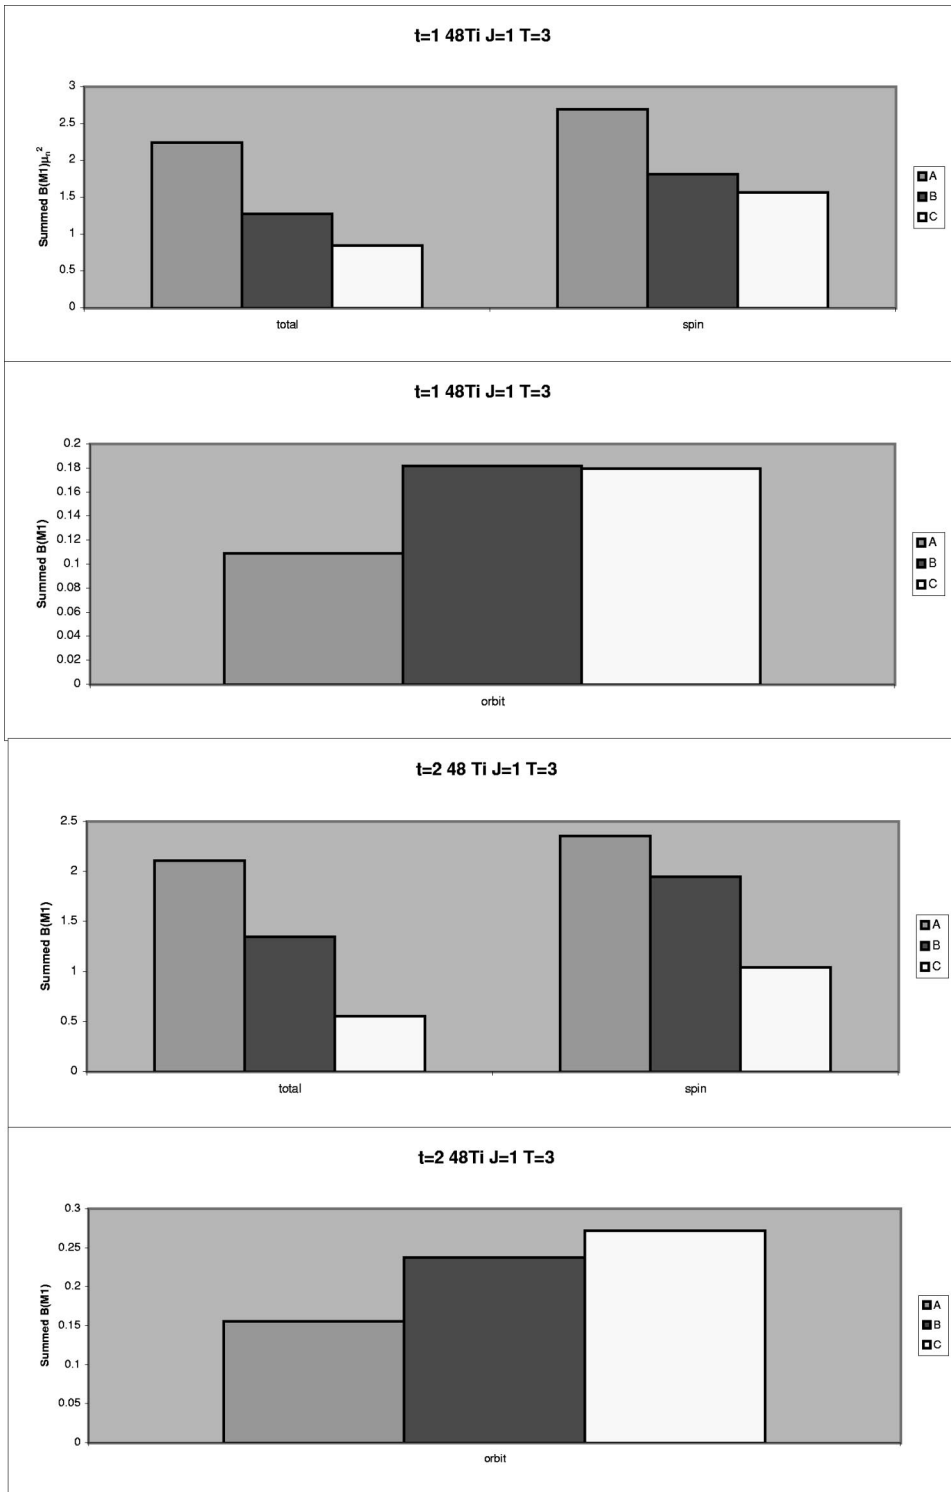 t=1 48Ti J=1 T=3
Summed B(M1)μn²
3
2.5
2
1.5
1
0.5
0
total
spin
A
B
C
t=1 48Ti J=1 T=3
Summed B(M1)
0.2
0.18
0.16
0.14
0.12
0.1
0.08
0.06
0.04
0.02
0
orbit
A
B
C
t=2 48 Ti J=1 T=3
Summed B(M1)
2.5
2
1.5
1
0.5
0
total
spin
A
B
C
t=2 48Ti J=1 T=3
Summed B(M1)
0.3
0.25
0.2
0.15
0.1
0.05
0
orbit
A
B
C